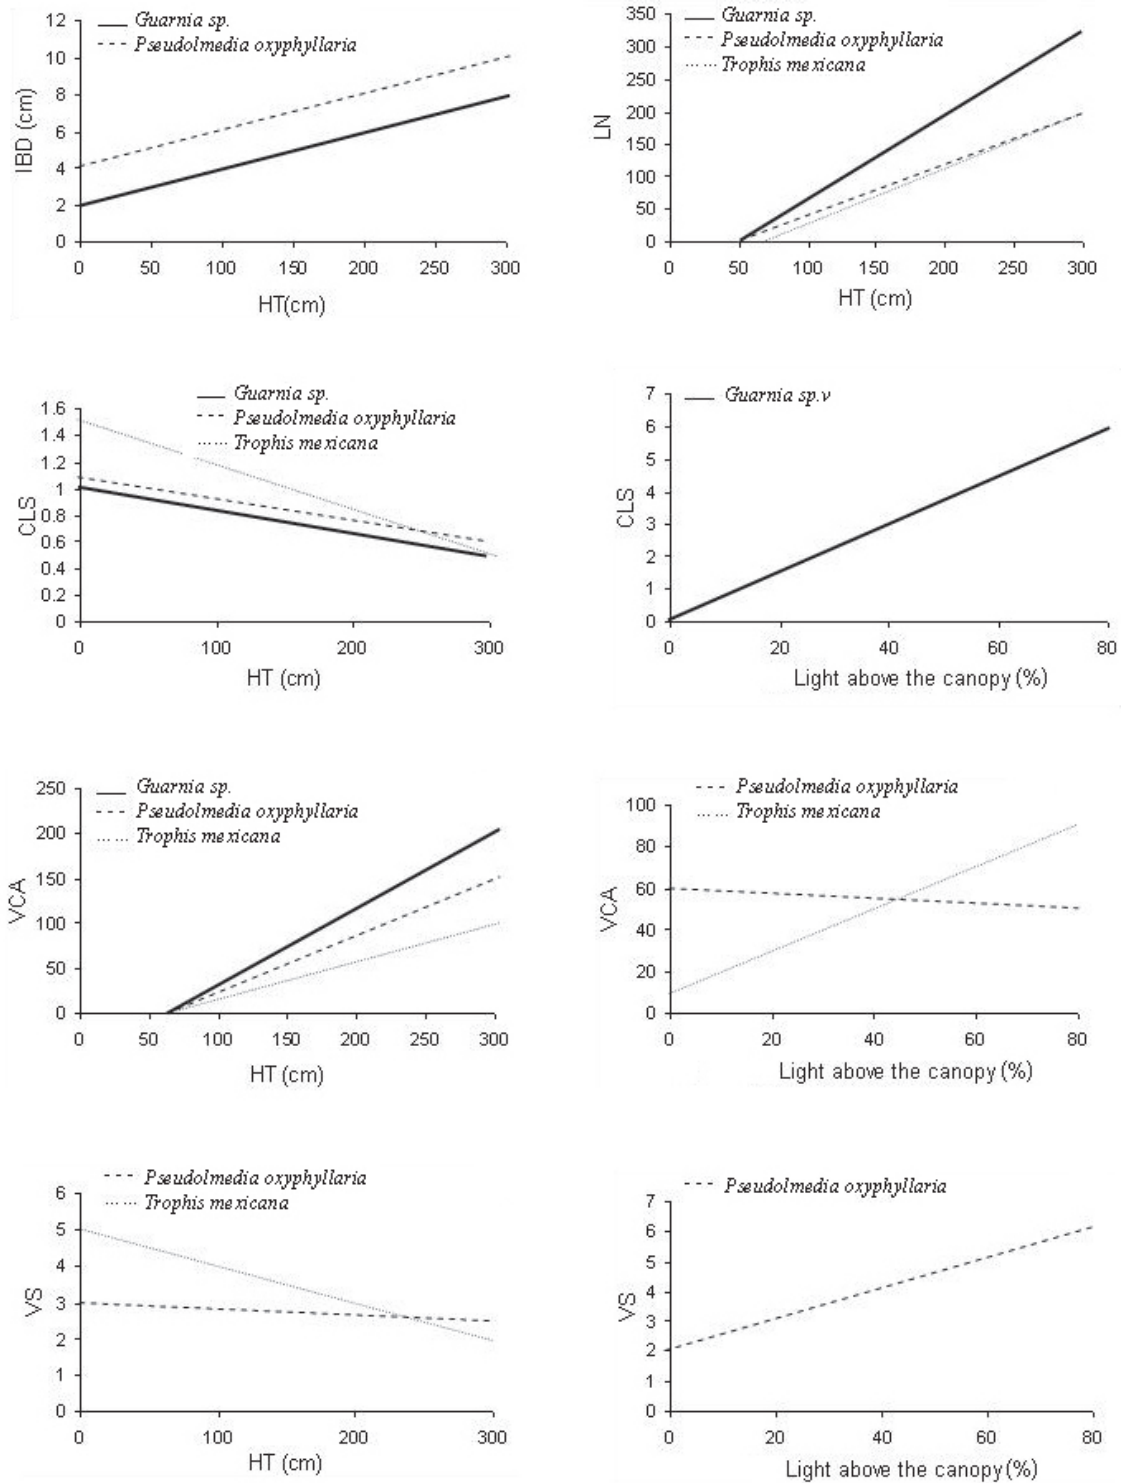 Guarnia sp.
Pseudolmedia oxyphyllaria
IBD (cm)
12
10
8
6
4
2
0
0 50 100 150 200 250 300
HT(cm)
Guarnia sp.
Pseudolmedia oxyphyllaria
Trophis mexicana
LN
350
300
250
200
150
100
50
0
0 50 100 150 200 250 300
HT (cm)
Guarnia sp.
Pseudolmedia oxyphyllaria
Trophis mexicana
CLS
1.6
1.4
1.2
1
0.8
0.6
0.4
0.2
0
0 100 200 300
HT (cm)
Guarnia sp.v
CLS
7
6
5
4
3
2
1
0
0 20 40 60 80
Light above the canopy (%)
Guarnia sp.
Pseudolmedia oxyphyllaria
Trophis mexicana
VCA
250
200
150
100
50
0
0 50 100 150 200 250 300
HT (cm)
Pseudolmedia oxyphyllaria
Trophis mexicana
VCA
100
80
60
40
20
0
0 20 40 60 80
Light above the canopy (%)
Pseudolmedia oxyphyllaria
Trophis mexicana
VS
6
5
4
3
2
1
0
0 100 200 300
HT (cm)
Pseudolmedia oxyphyllaria
VS
7
6
5
4
3
2
1
0
0 20 40 60 80
Light above the canopy (%)